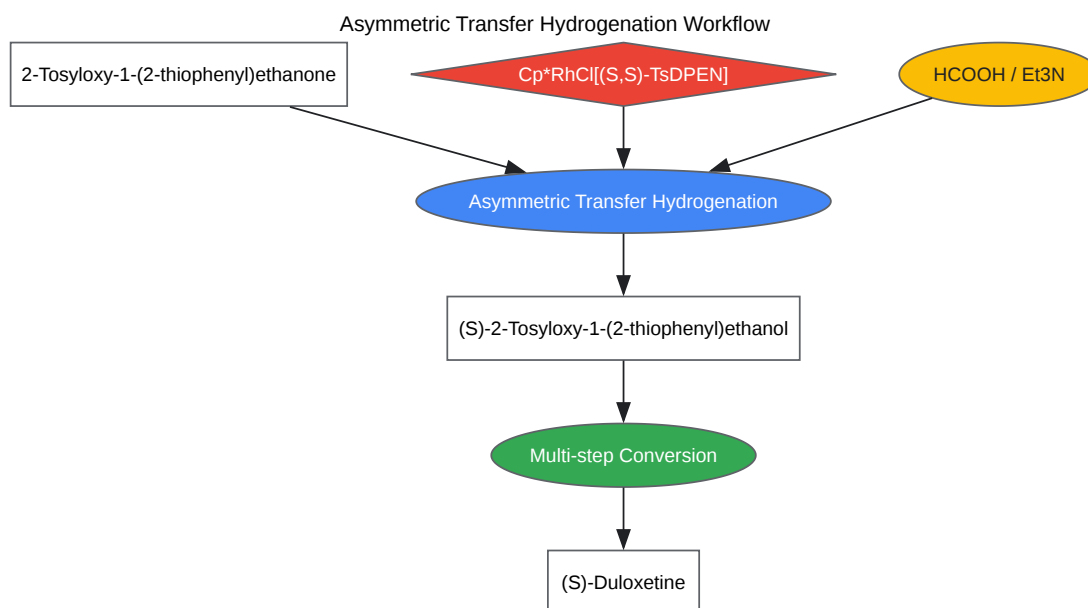 Asymmetric Transfer Hydrogenation Workflow
2-Tosyloxy-1-(2-thiophenyl)ethanone
Cp*RhCl[(S,S)-TsDPEN]
HCOOH / Et3N
Asymmetric Transfer Hydrogenation
(S)-2-Tosyloxy-1-(2-thiophenyl)ethanol
Multi-step Conversion
(S)-Duloxetine